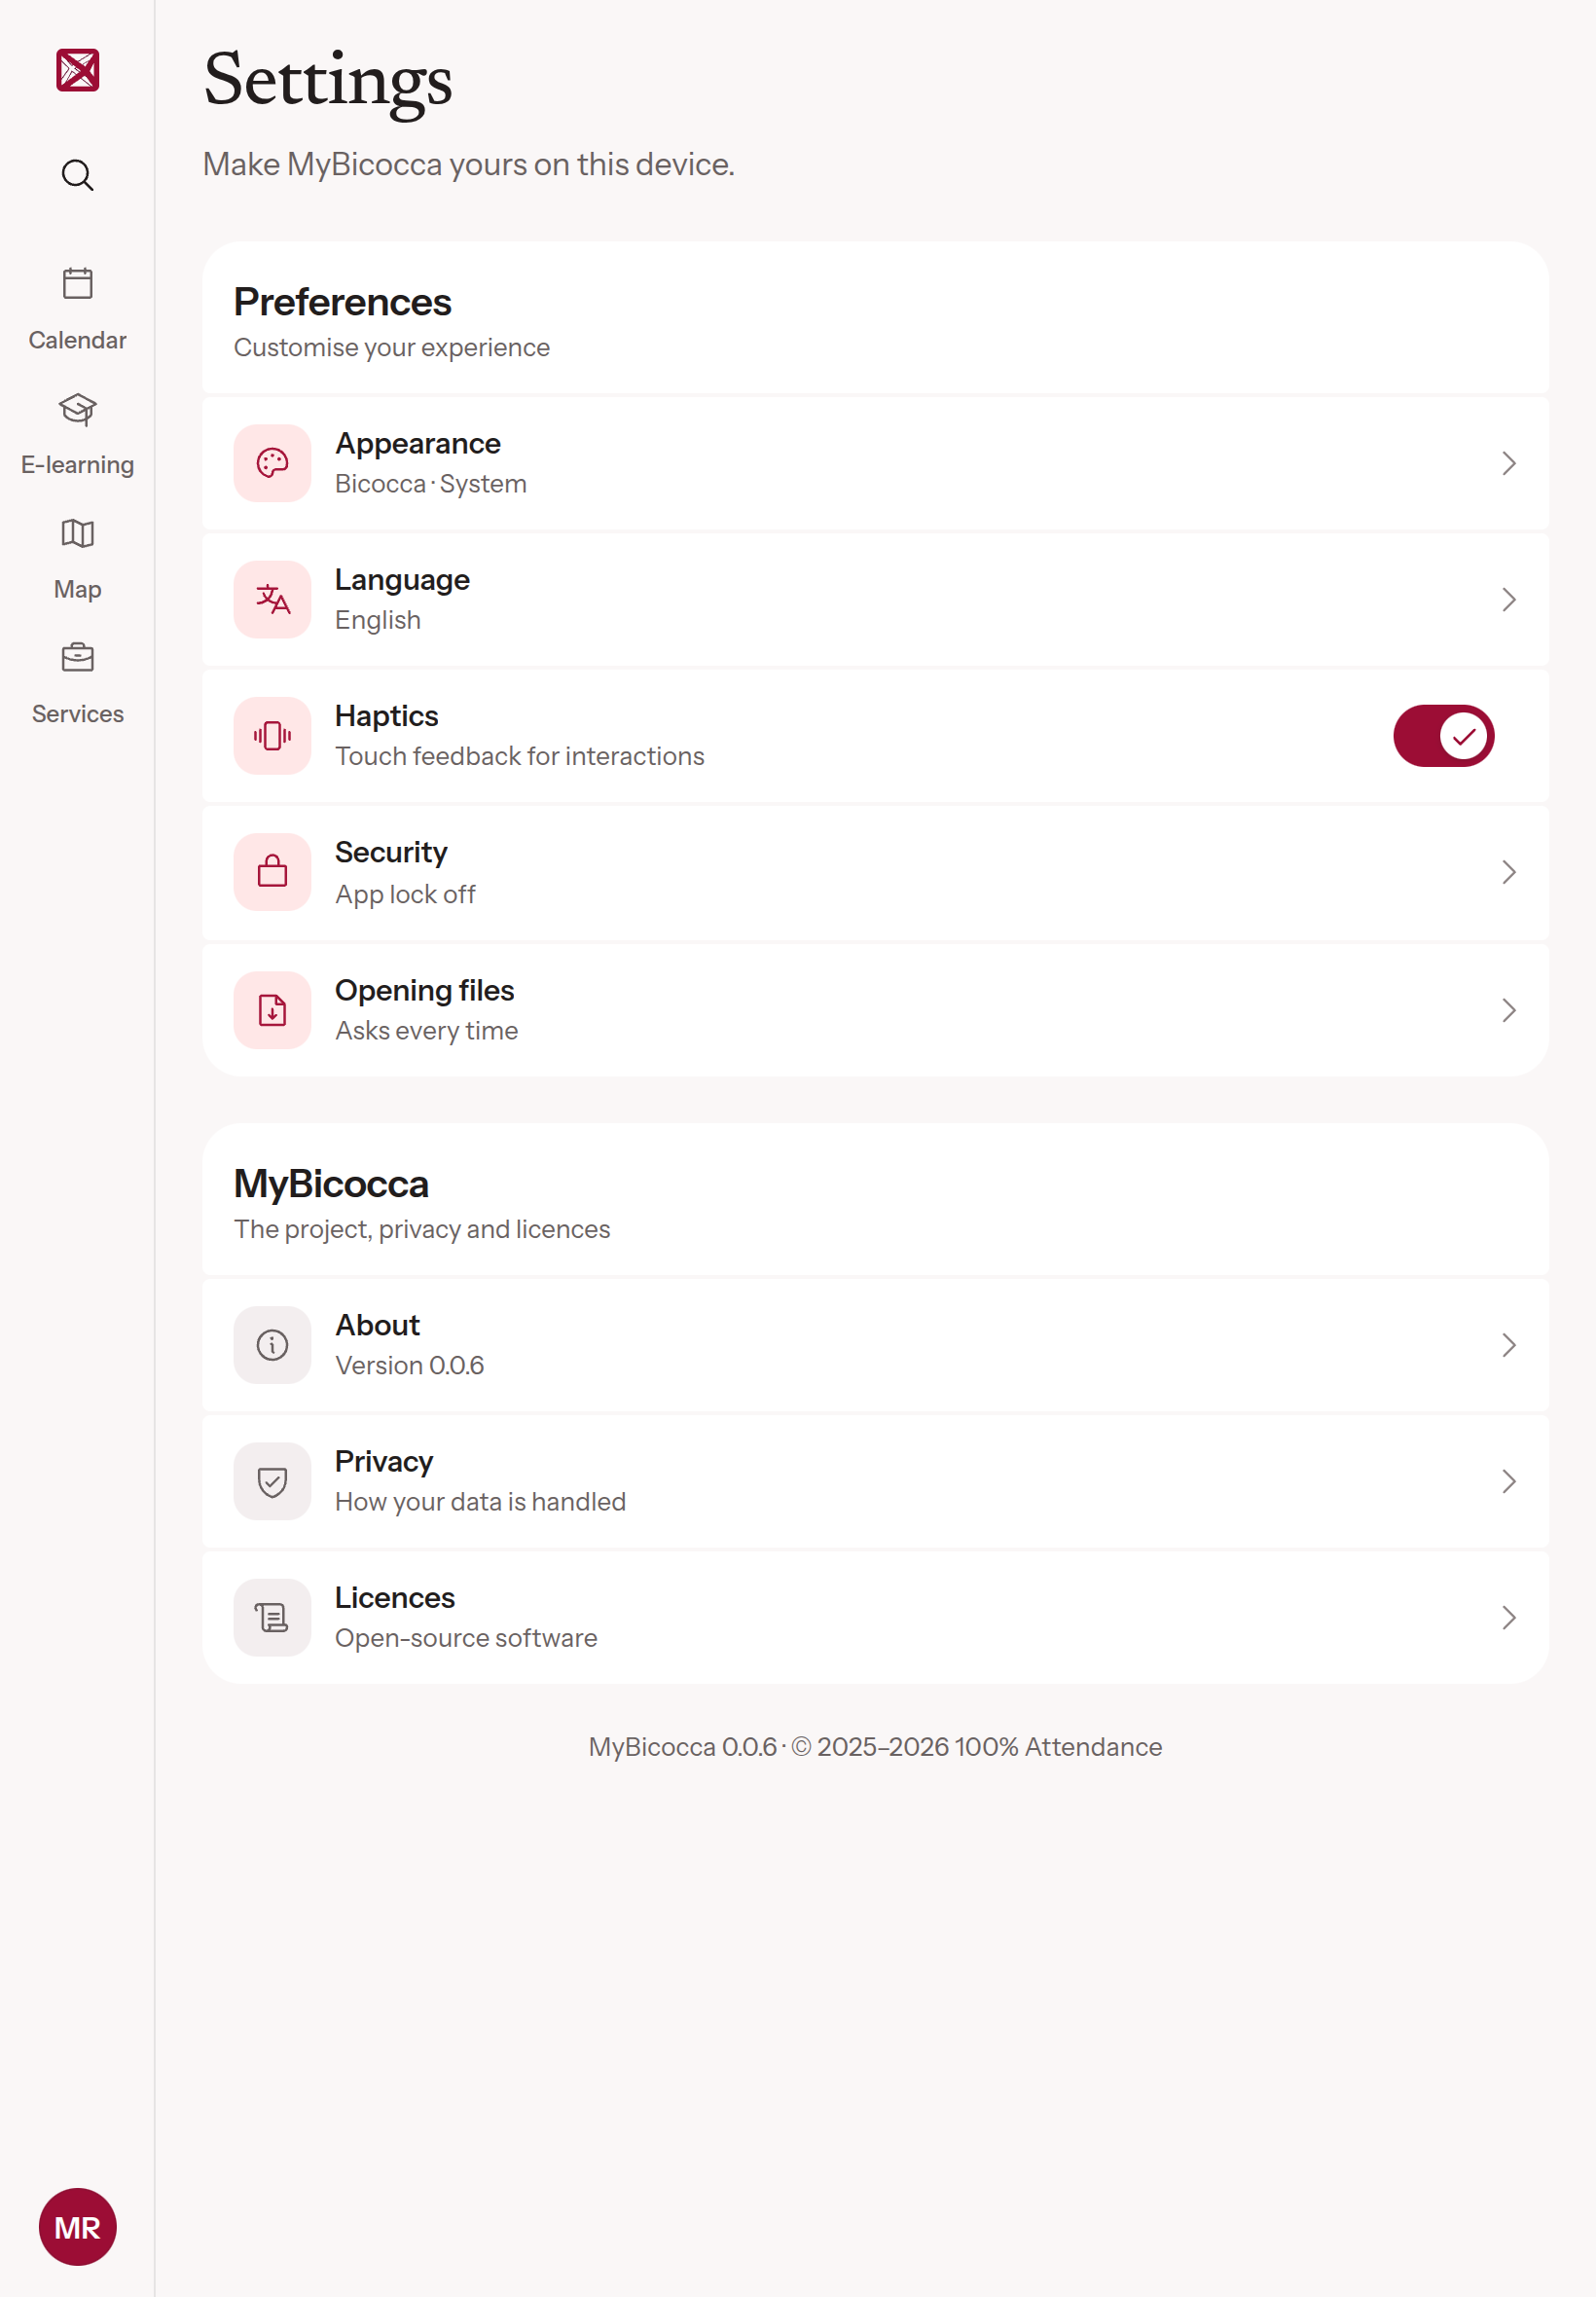 Settings
Make MyBicocca yours on this device.
Calendar
E-learning
Map
Services
MR
Preferences
Customise your experience
Appearance
Bicocca · System
Language
English
Haptics
Touch feedback for interactions
Security
App lock off
Opening files
Asks every time
MyBicocca
The project, privacy and licences
About
Version 0.0.6
Privacy
How your data is handled
Licences
Open-source software
MyBicocca 0.0.6 · © 2025–2026 100% Attendance